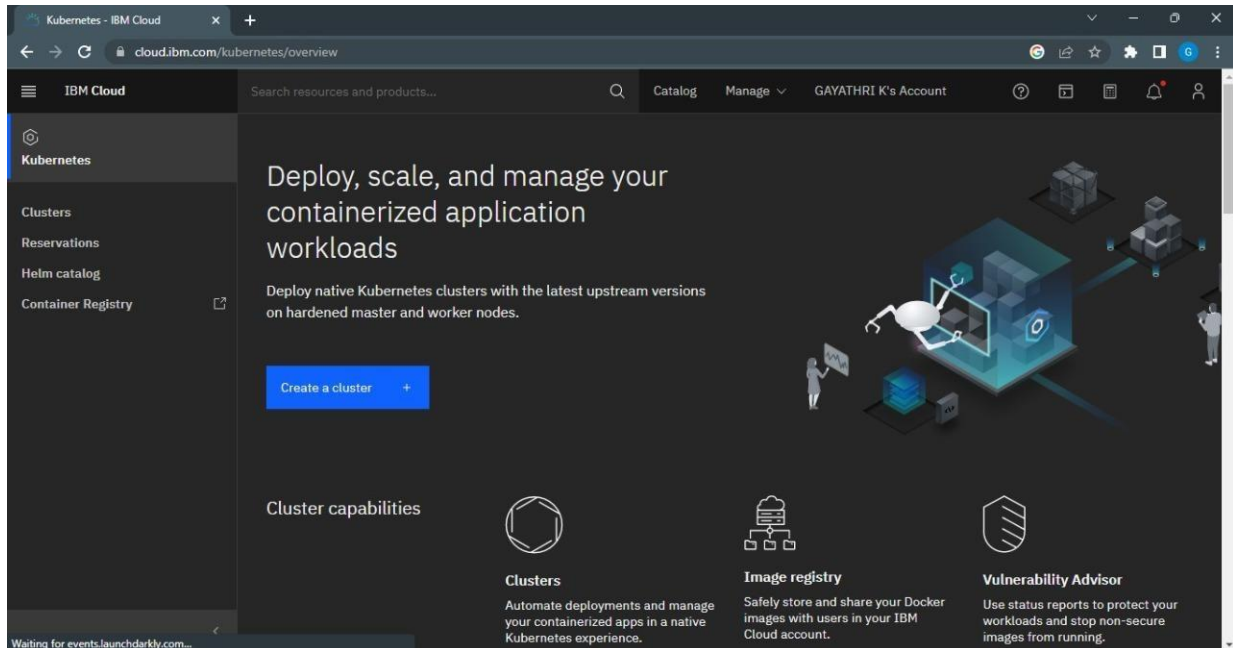 Kubernetes - IBM Cloud
cloud.ibm.com/kubernetes/overview
G
IBM Cloud
Search resources and products...
Catalog
Manage
GAYATHRI K's Account
Kubernetes
Clusters
Reservations
Helm catalog
Container Registry
Deploy, scale, and manage your
containerized application
workloads
Deploy native Kubernetes clusters with the latest upstream versions
on hardened master and worker nodes.
Create a cluster +
Cluster capabilities
Clusters
Automate deployments and manage
your containerized apps in a native
Kubernetes experience.
Image registry
Safely store and share your Docker
images with users in your IBM
Cloud account.
Vulnerability Advisor
Use status reports to protect your
workloads and stop non-secure
images from running.
Waiting for events.launchdarkly.com...